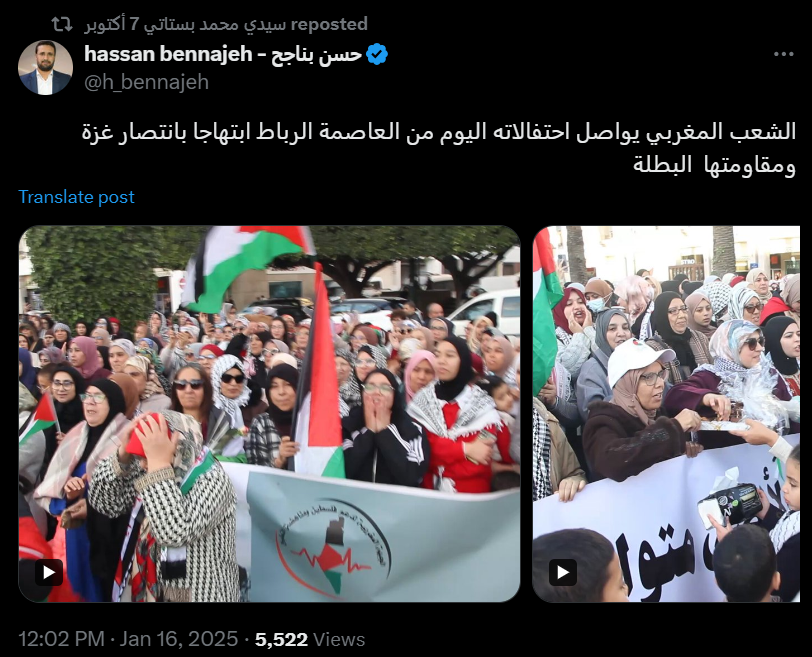 سيدي محمد بستاتي 7 أكتوبر reposted
hassan bennajeh - حسن بناجح
@h_bennajeh
الشعب المغربي يواصل احتفالاته اليوم من العاصمة الرباط ابتهاجا بانتصار غزة
ومقاومتها البطلة
Translate post
متوا
12:02 PM · Jan 16, 2025 · 5,522 Views